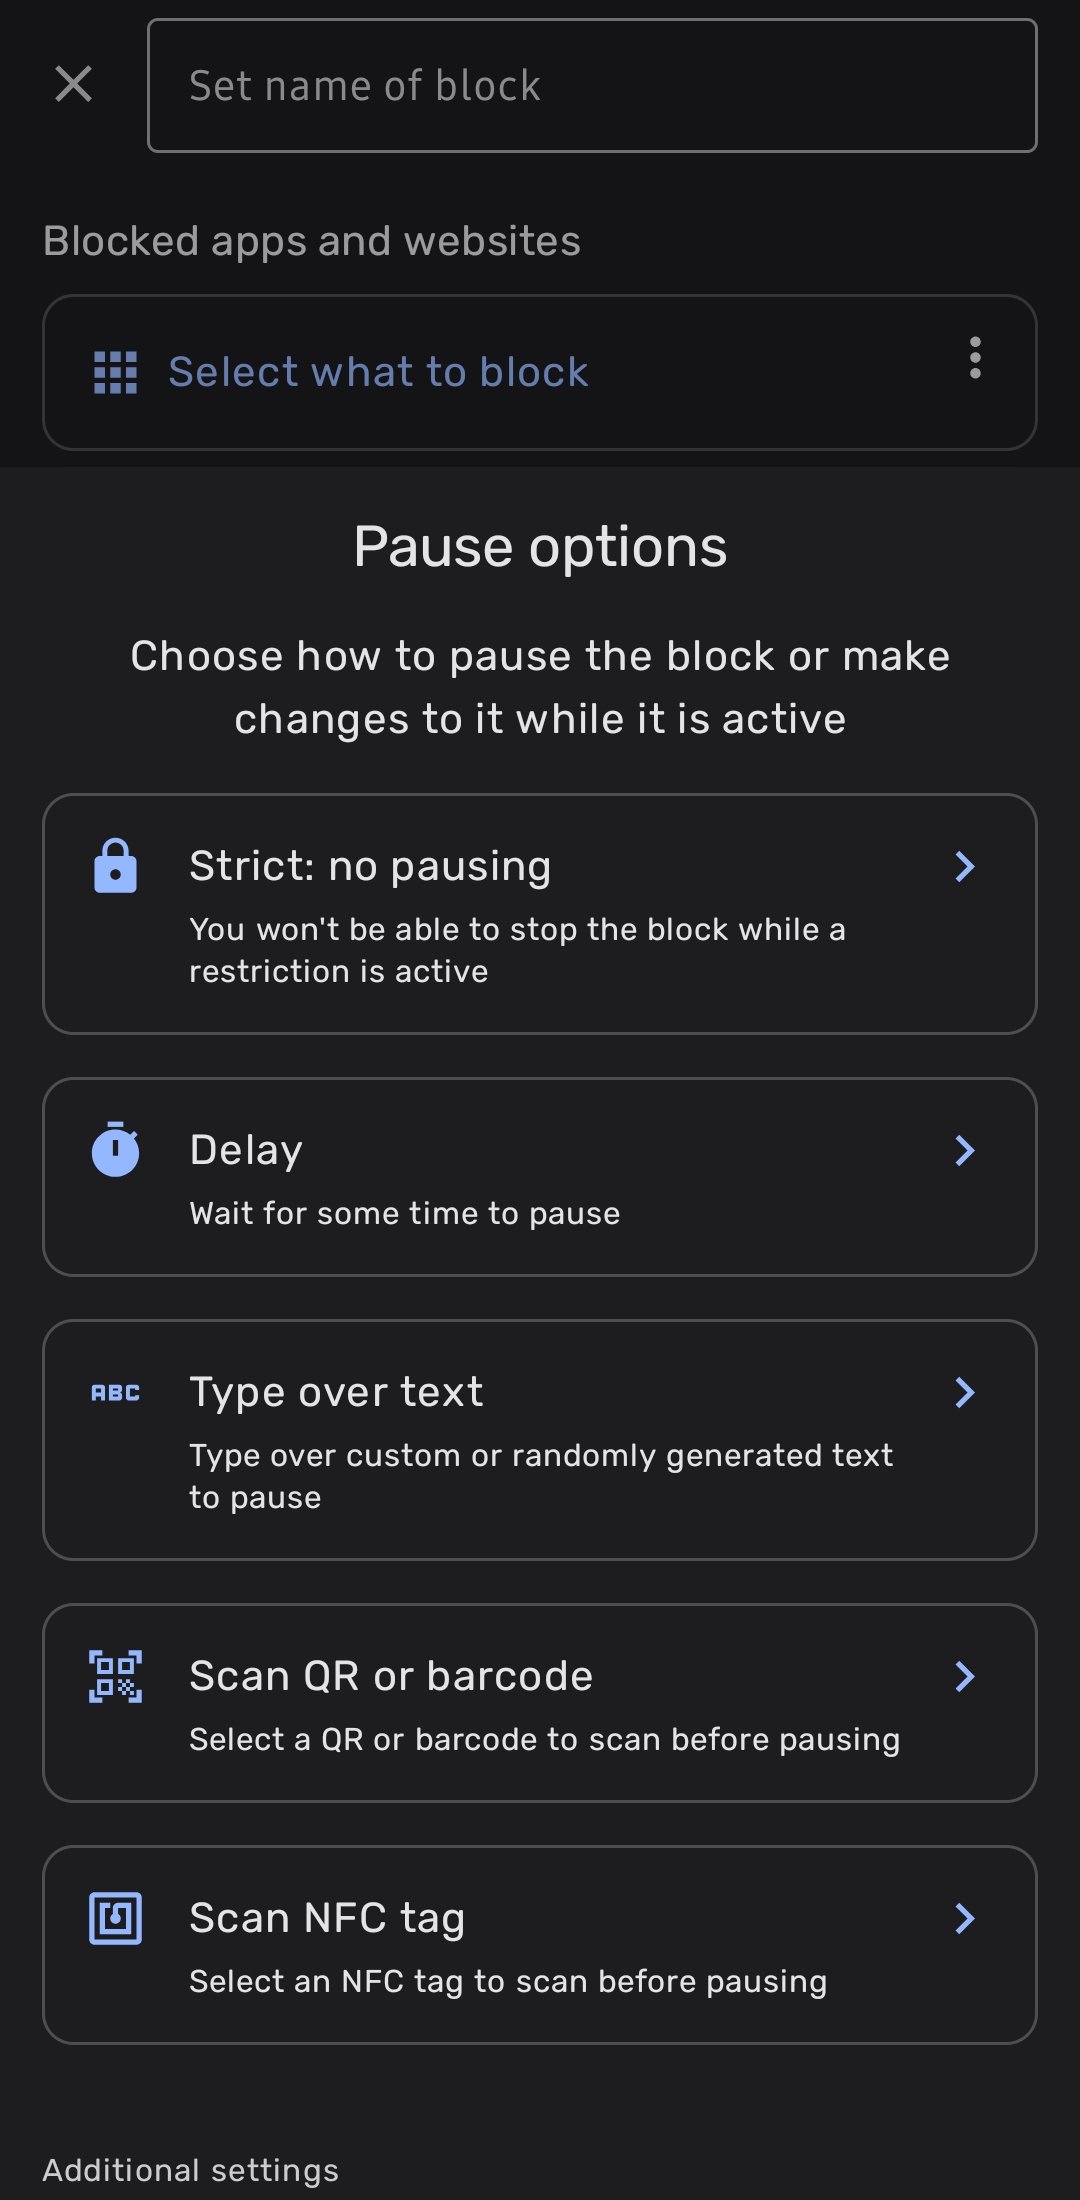 Set name of block
Blocked apps and websites
Select what to block
Pause options
Choose how to pause the block or make
changes to it while it is active
Strict: no pausing
You won't be able to stop the block while a
restriction is active
Delay
Wait for some time to pause
ABC
Type over text
Type over custom or randomly generated text
to pause
Scan QR or barcode
Select a QR or barcode to scan before pausing
Scan NFC tag
Select an NFC tag to scan before pausing
Additional settings